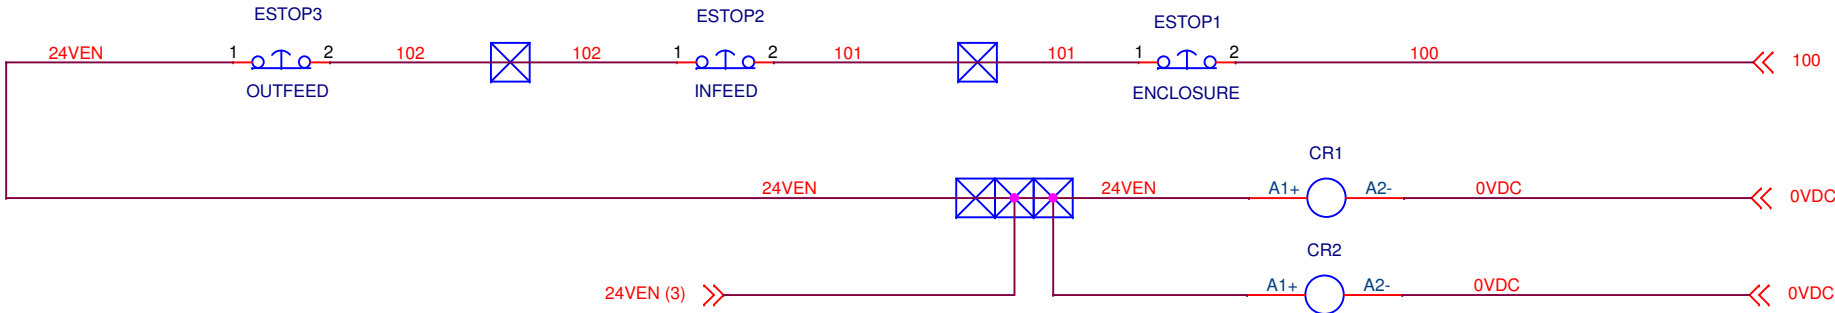 ESTOP3
ESTOP2
ESTOP1
24VEN 1 2 102 102 1 2 101 101 1 2 100 100
OUTFEED
INFEED
ENCLOSURE
CR1
24VEN 24VEN A1+ A2- 0VDC 0VDC
CR2
24VEN (3) A1+ A2- 0VDC 0VDC